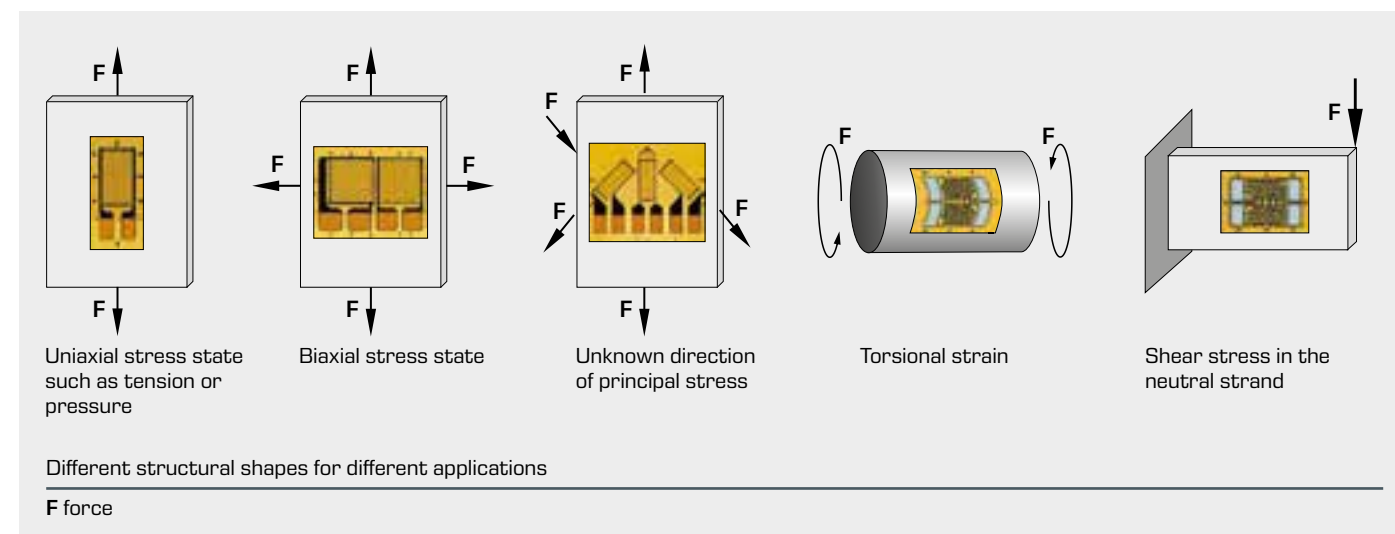 F
F
F
F
F
F
F
F
F
F
F
F
F
F
Uniaxial stress state
such as tension or
pressure
Biaxial stress state
Unknown direction
of principal stress
Torsional strain
Shear stress in the
neutral strand
Different structural shapes for different applications
F force